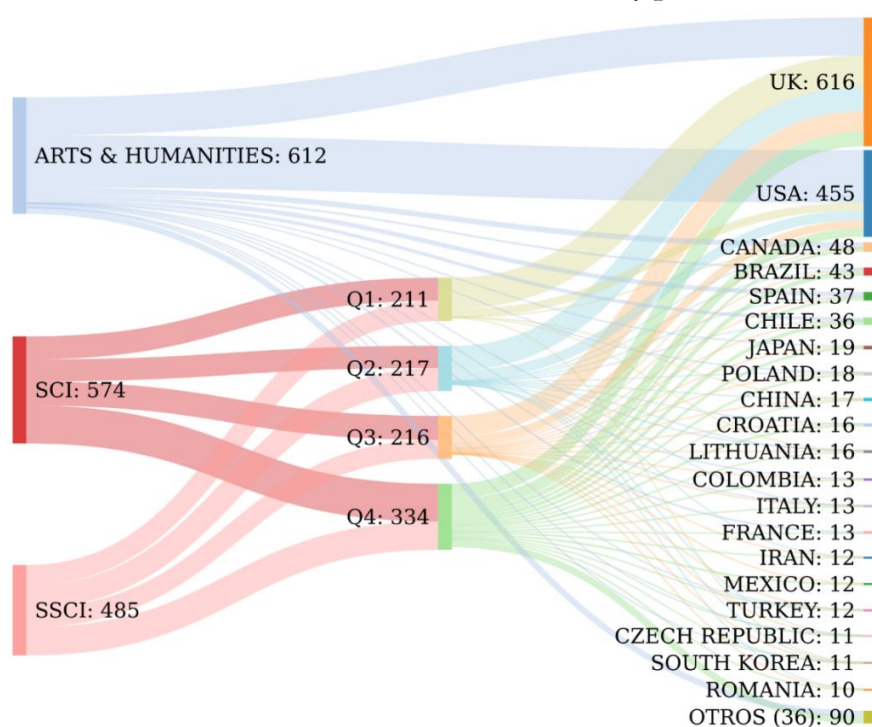 ARTS & HUMANITIES: 612
SCI: 574
SSCI: 485
Q1: 211
Q2: 217
Q3: 216
Q4: 334
UK: 616
USA: 455
CANADA: 48
BRAZIL: 43
SPAIN: 37
CHILE: 36
JAPAN: 19
POLAND: 18
CHINA: 17
CROATIA: 16
LITHUANIA: 16
COLOMBIA: 13
ITALY: 13
FRANCE: 13
IRAN: 12
MEXICO: 12
TURKEY: 12
CZECH REPUBLIC: 11
SOUTH KOREA: 11
ROMANIA: 10
OTROS (36): 90